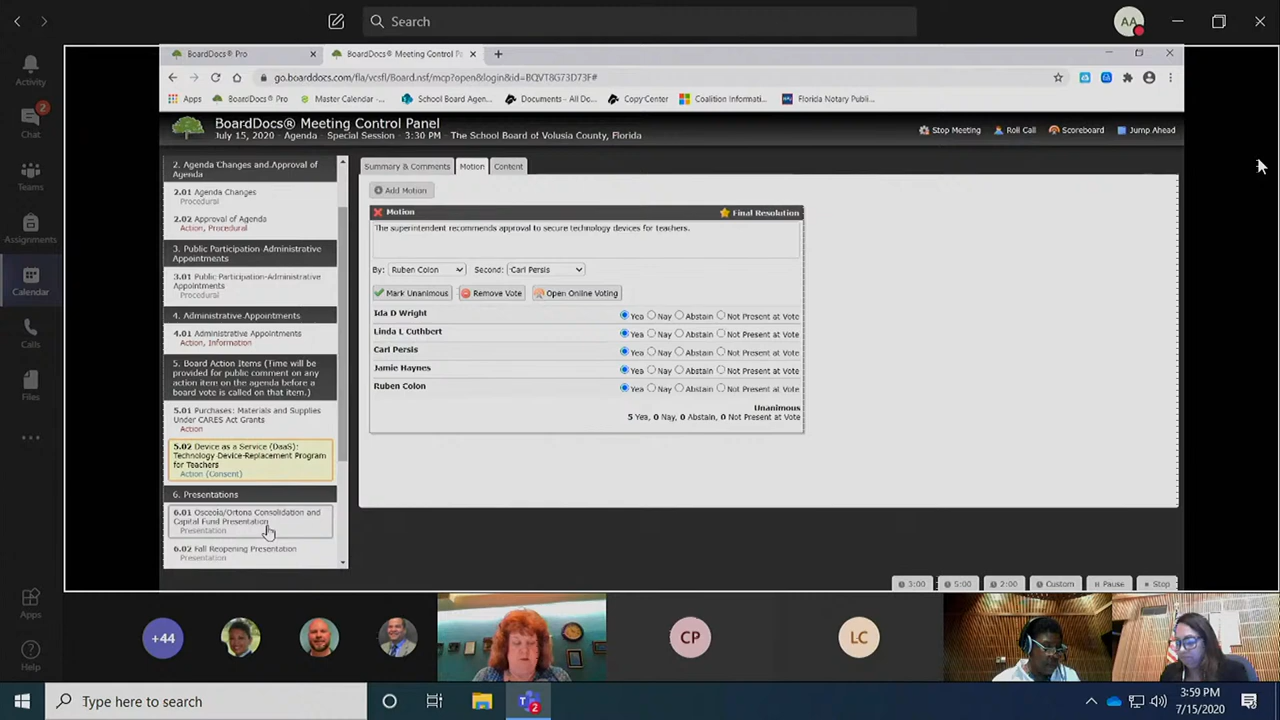 Search
AA
BoardDocs® Pro
BoardDocs® Meeting Control Pa
go.boarddocs.com/fla/vcsfl/Board.nsf/mcp?open&login&id=BQVT8G73D73F#
Apps
BoardDocs® Pro
Master Calendar -...
School Board Agen...
Documents - All Do...
Copy Center
Coalition Informati...
Florida Notary Publi...
BoardDocs® Meeting Control Panel
July 15, 2020 - Agenda - Special Session - 3:30 PM - The School Board of Volusia County, Florida
Stop Meeting
Roll Call
Scoreboard
Jump Ahead
Activity
2
Chat
Teams
Assignments
Calendar
Calls
Files
Apps
Help
2. Agenda Changes and Approval of
Agenda
2.01 Agenda Changes
Procedural
2.02 Approval of Agenda
Action, Procedural
3. Public Participation-Administrative
Appointments
3.01 Public Participation-Administrative
Appointments
Procedural
4. Administrative Appointments
4.01 Administrative Appointments
Action, Information
5. Board Action Items (Time will be
provided for public comment on any
action item on the agenda before a
board vote is called on that item.)
5.01 Purchases: Materials and Supplies
Under CARES Act Grants
Action
5.02 Device as a Service (DaaS):
Technology Device-Replacement Program
for Teachers
Action (Consent)
6. Presentations
6.01 Osceola/Ortona Consolidation and
Capital Fund Presentation
Presentation
6.02 Fall Reopening Presentation
Presentation
Summary & Comments
Motion
Content
Add Motion
Motion
Final Resolution
The superintendent recommends approval to secure technology devices for teachers.
By: Ruben Colon Second: Carl Persis
Mark Unanimous
Remove Vote
Open Online Voting
Ida D Wright Yea Nay Abstain Not Present at Vote
Linda L Cuthbert Yea Nay Abstain Not Present at Vote
Carl Persis Yea Nay Abstain Not Present at Vote
Jamie Haynes Yea Nay Abstain Not Present at Vote
Ruben Colon Yea Nay Abstain Not Present at Vote
Unanimous
5 Yea, 0 Nay, 0 Abstain, 0 Not Present at Vote
3:00
5:00
2:00
Custom
Pause
Stop
+44
CP
LC
Type here to search
2
3:59 PM
7/15/2020